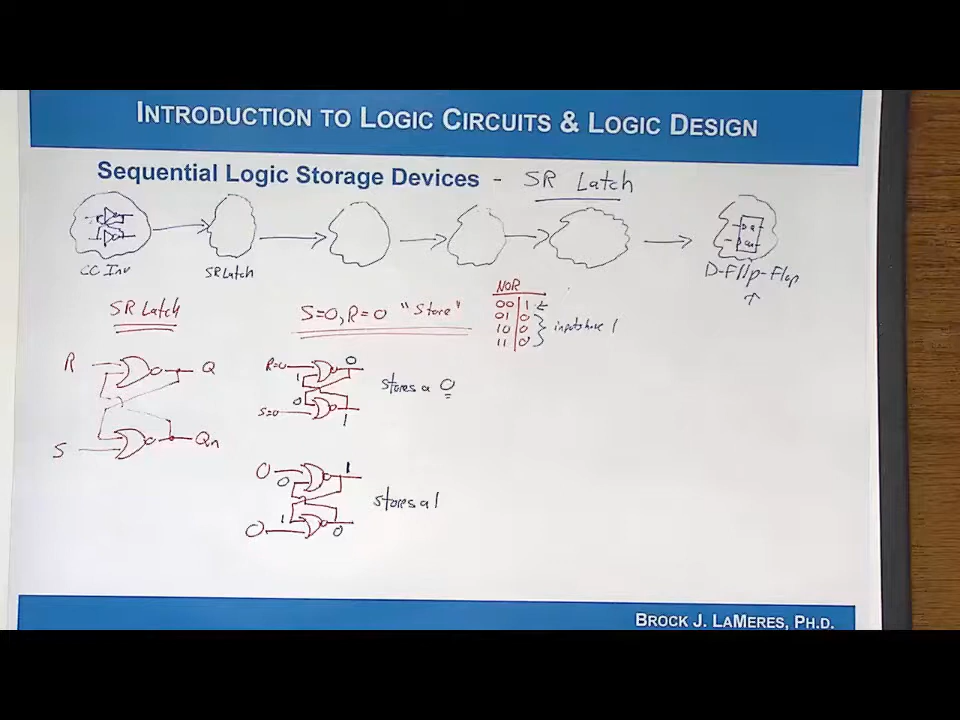 INTRODUCTION TO LOGIC CIRCUITS & LOGIC DESIGN
Sequential Logic Storage Devices - SR Latch
CC Inv
SR Latch
D-Flip-Flop
D Q
Qn
SR Latch
R
Q
S
Qn
S=0, R=0 "Store"
NOR
00 1
01 0
10 0
11 0
inputs have 1
R=0
0
1
0
S=0
1
stores a 0
0
1
0
1
0
0
stores a 1
BROCK J. LAMERES, PH.D.